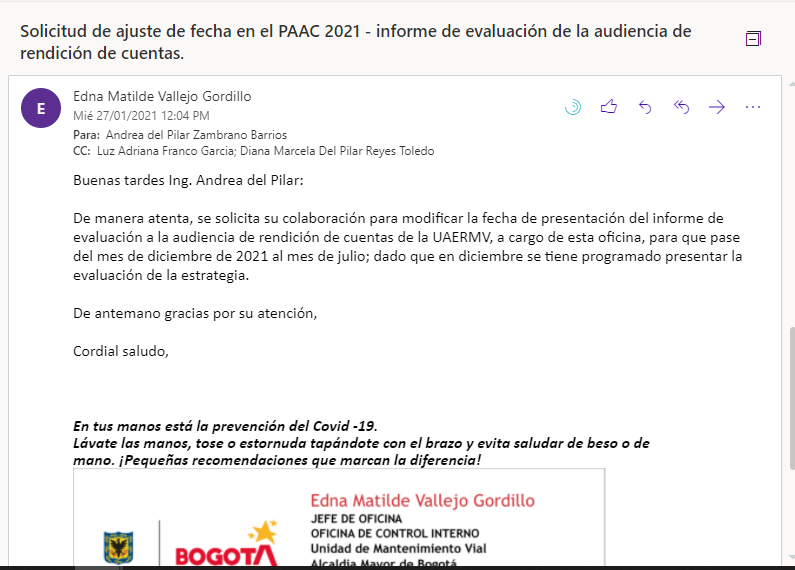 Solicitud de ajuste de fecha en el PAAC 2021 - informe de evaluación de la audiencia de
rendición de cuentas.
E
Edna Matilde Vallejo Gordillo
Mié 27/01/2021 12:04 PM
Para: Andrea del Pilar Zambrano Barrios
CC: Luz Adriana Franco Garcia; Diana Marcela Del Pilar Reyes Toledo
Buenas tardes Ing. Andrea del Pilar:
De manera atenta, se solicita su colaboración para modificar la fecha de presentación del informe de
evaluación a la audiencia de rendición de cuentas de la UAERMV, a cargo de esta oficina, para que pase
del mes de diciembre de 2021 al mes de julio; dado que en diciembre se tiene programado presentar la
evaluación de la estrategia.
De antemano gracias por su atención,
Cordial saludo,
En tus manos está la prevención del Covid -19.
Lávate las manos, tose o estornuda tapándote con el brazo y evita saludar de beso o de
mano. ¡Pequeñas recomendaciones que marcan la diferencia!
Edna Matilde Vallejo Gordillo
JEFE DE OFICINA
OFICINA DE CONTROL INTERNO
Unidad de Mantenimiento Vial
Alcaldía Mayor de Bogotá
BOGOTÁ